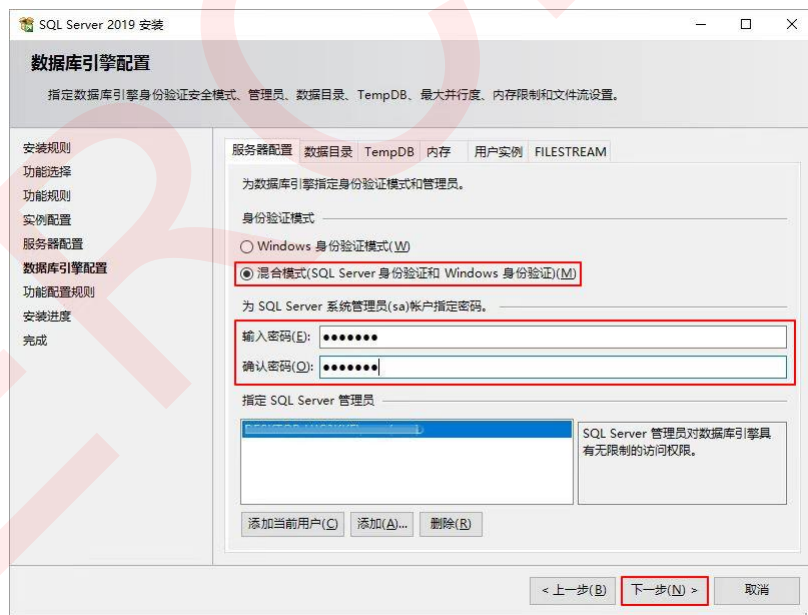 SQL Server 2019 安装
数据库引擎配置
指定数据库引擎身份验证安全模式、管理员、数据目录、TempDB、最大并行度、内存限制和文件流设置。
安装规则
功能选择
功能规则
实例配置
服务器配置
数据库引擎配置
功能配置规则
安装进度
完成
服务器配置 数据目录 TempDB 内存 用户实例 FILESTREAM
为数据库引擎指定身份验证模式和管理员。
身份验证模式
Windows 身份验证模式(W)
混合模式(SQL Server 身份验证和 Windows 身份验证)(M)
为 SQL Server 系统管理员(sa)帐户指定密码。
输入密码(E): ●●●●●●●
确认密码(O): ●●●●●●●
指定 SQL Server 管理员
SQL Server 管理员对数据库引擎具
有无限制的访问权限。
添加当前用户(C) 添加(A)... 删除(R)
< 上一步(B) 下一步(N) > 取消